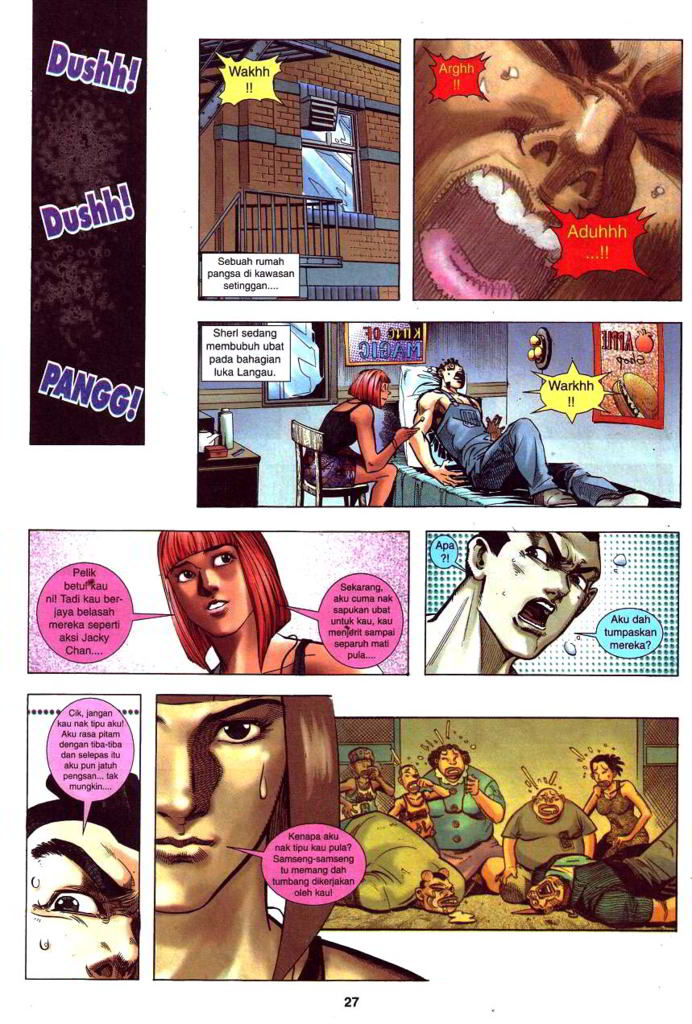 Dushh!
Dushh!
PANGG!
Wakhh
!!
Sebuah rumah
pangsa di kawasan
setinggan....
Arghh
!!
Aduhhh
...!!
Sherl sedang
membubuh ubat
pada bahagian
luka Langau.
KING OF
MAGIC
APPLE
Shop
Warkhh
!!
Pelik
betul kau
ni! Tadi kau ber-
jaya belasah
mereka seperti
aksi Jacky
Chan....
Sekarang,
aku cuma nak
sapukan ubat
untuk kau, kau
menjerit sampai
separuh mati
pula....
Apa
?!
Aku dah
tumpaskan
mereka?
Cik, jangan
kau nak tipu aku!
Aku rasa pitam
dengan tiba-tiba
dan selepas itu
aku pun jatuh
pengsan... tak
mungkin....
Kenapa aku
nak tipu kau pula?
Samseng-samseng
tu memang dah
tumbang dikerjakan
oleh kau!
27